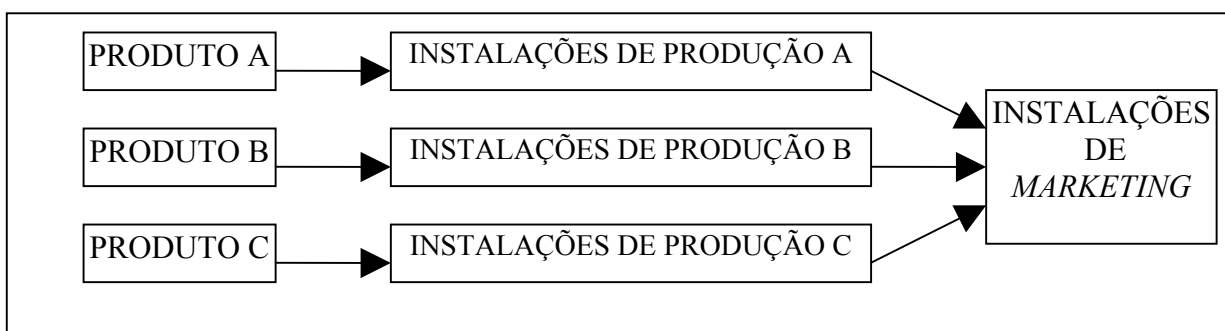 PRODUTO A
INSTALAÇÕES DE PRODUÇÃO A
PRODUTO B
INSTALAÇÕES DE PRODUÇÃO B
PRODUTO C
INSTALAÇÕES DE PRODUÇÃO C
INSTALAÇÕES
DE
MARKETING